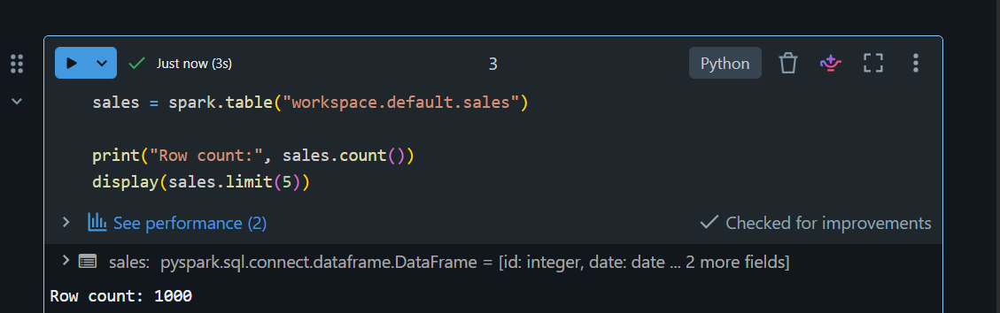 Just now (3s)
3
Python
sales = spark.table("workspace.default.sales")
print("Row count:", sales.count())
display(sales.limit(5))
See performance (2)
Checked for improvements
sales: pyspark.sql.connect.dataframe.DataFrame = [id: integer, date: date ... 2 more fields]
Row count: 1000